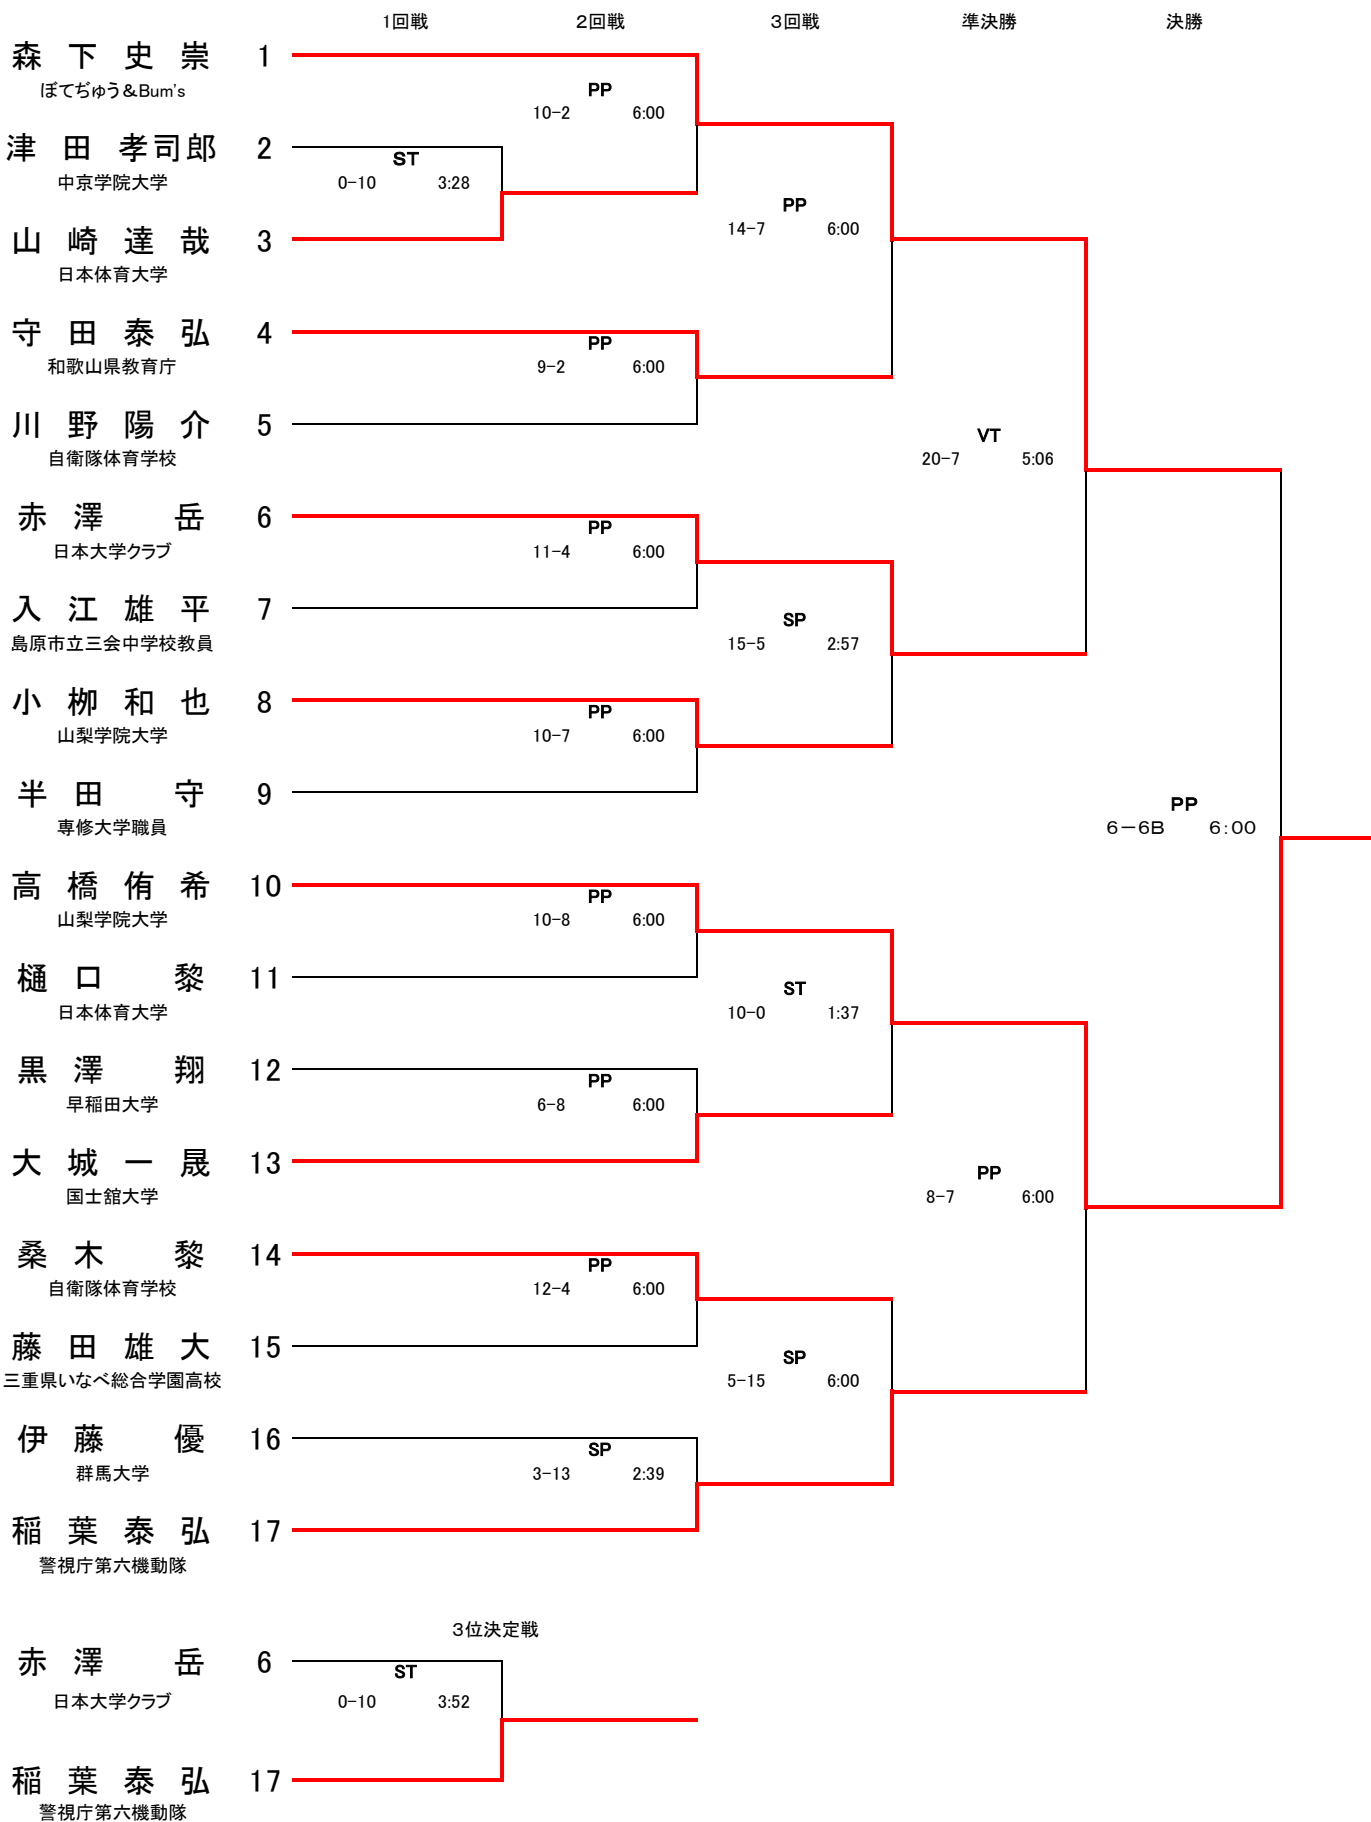 1回戦 2回戦 3回戦 準決勝 決勝
森下史崇 1
ぽてぢゅう&Bum's
PP
10-2 6:00
津田孝司郎 2
中京学院大学
ST
0-10 3:28
山崎達哉 3
日本体育大学
PP
14-7 6:00
守田泰弘 4
和歌山県教育庁
PP
9-2 6:00
川野陽介 5
自衛隊体育学校
VT
20-7 5:06
赤澤岳 6
日本大学クラブ
PP
11-4 6:00
入江雄平 7
島原市立三会中学校教員
SP
15-5 2:57
小栁和也 8
山梨学院大学
PP
10-7 6:00
半田守 9
専修大学職員
PP
6-6B 6:00
高橋侑希 10
山梨学院大学
PP
10-8 6:00
樋口黎 11
日本体育大学
ST
10-0 1:37
黒澤翔 12
早稲田大学
PP
6-8 6:00
大城一晟 13
国士舘大学
PP
8-7 6:00
桑木黎 14
自衛隊体育学校
PP
12-4 6:00
藤田雄大 15
三重県いなべ総合学園高校
SP
5-15 6:00
伊藤優 16
群馬大学
SP
3-13 2:39
稲葉泰弘 17
警視庁第六機動隊
3位決定戦
赤澤岳 6
日本大学クラブ
ST
0-10 3:52
稲葉泰弘 17
警視庁第六機動隊